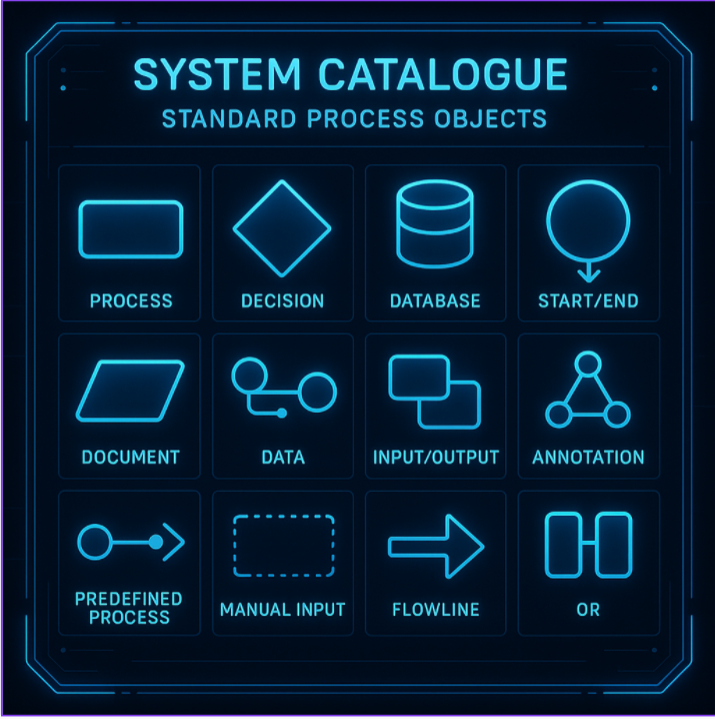 SYSTEM CATALOGUE
STANDARD PROCESS OBJECTS
PROCESS
DECISION
DATABASE
START/END
DOCUMENT
DATA
INPUT/OUTPUT
ANNOTATION
PREDEFINED
PROCESS
MANUAL INPUT
FLOWLINE
OR